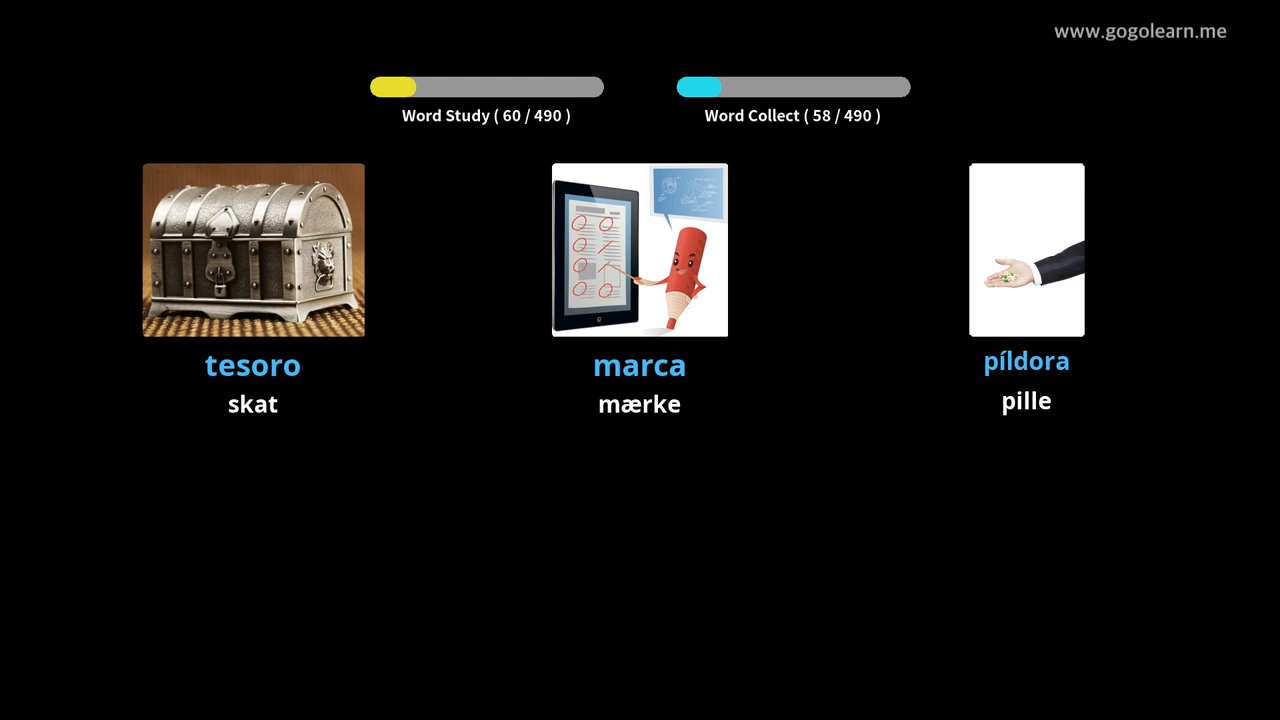 www.gogolearn.me
Word Study ( 60 / 490 )
Word Collect ( 58 / 490 )
tesoro
skat
marca
mærke
píldora
pille